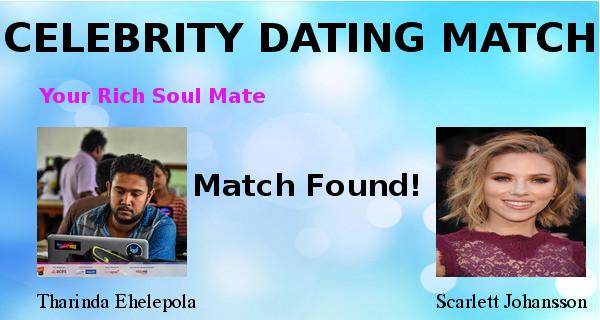 CELEBRITY DATING MATCH
Your Rich Soul Mate
Match Found!
Tharinda Ehelepola
Scarlett Johansson